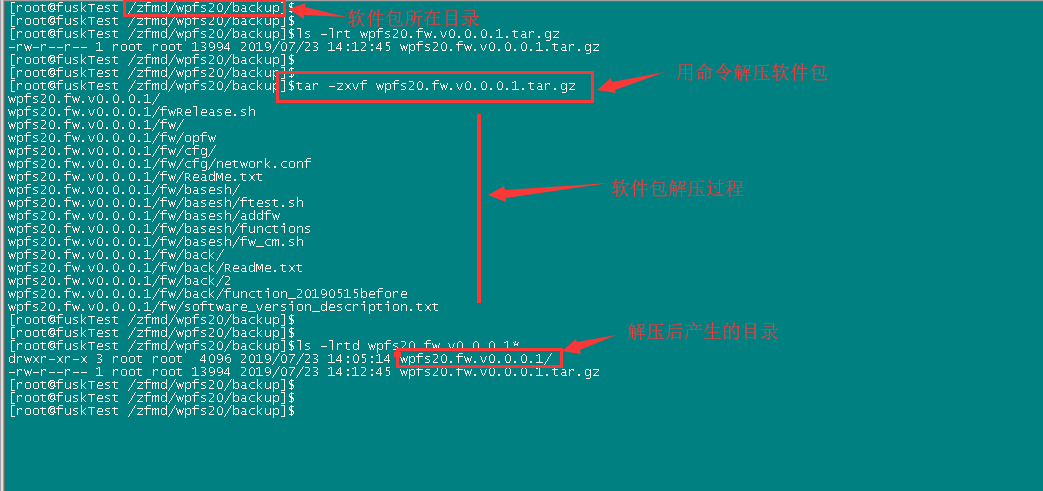 [root@fuskTest /zfmd/wpfs20/backup]$
[root@fuskTest /zfmd/wpfs20/backup]$
软件包所在目录
[root@fuskTest /zfmd/wpfs20/backup]$ls -lrt wpfs20.fw.v0.0.0.1.tar.gz
-rw-r--r-- 1 root root 13994 2019/07/23 14:12:45 wpfs20.fw.v0.0.0.1.tar.gz
[root@fuskTest /zfmd/wpfs20/backup]$
[root@fuskTest /zfmd/wpfs20/backup]$
用命令解压软件包
[root@fuskTest /zfmd/wpfs20/backup]$tar -zxvf wpfs20.fw.v0.0.0.1.tar.gz
wpfs20.fw.v0.0.0.1/
wpfs20.fw.v0.0.0.1/fwRelease.sh
wpfs20.fw.v0.0.0.1/fw/
wpfs20.fw.v0.0.0.1/fw/opfw
wpfs20.fw.v0.0.0.1/fw/cfg/
wpfs20.fw.v0.0.0.1/fw/cfg/network.conf
wpfs20.fw.v0.0.0.1/fw/ReadMe.txt
wpfs20.fw.v0.0.0.1/fw/basesh/
软件包解压过程
wpfs20.fw.v0.0.0.1/fw/basesh/ftest.sh
wpfs20.fw.v0.0.0.1/fw/basesh/addfw
wpfs20.fw.v0.0.0.1/fw/basesh/functions
wpfs20.fw.v0.0.0.1/fw/basesh/fw_cm.sh
wpfs20.fw.v0.0.0.1/fw/back/
wpfs20.fw.v0.0.0.1/fw/back/ReadMe.txt
wpfs20.fw.v0.0.0.1/fw/back/2
wpfs20.fw.v0.0.0.1/fw/back/function_20190515before
wpfs20.fw.v0.0.0.1/fw/software_version_description.txt
[root@fuskTest /zfmd/wpfs20/backup]$
[root@fuskTest /zfmd/wpfs20/backup]$
解压后产生的目录
[root@fuskTest /zfmd/wpfs20/backup]$ls -lrtd wpfs20.fw.v0.0.0.1*
drwxr-xr-x 3 root root  4096 2019/07/23 14:05:14 wpfs20.fw.v0.0.0.1/
-rw-r--r-- 1 root root 13994 2019/07/23 14:12:45 wpfs20.fw.v0.0.0.1.tar.gz
[root@fuskTest /zfmd/wpfs20/backup]$
[root@fuskTest /zfmd/wpfs20/backup]$
[root@fuskTest /zfmd/wpfs20/backup]$